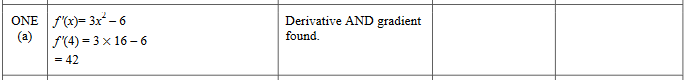 ONE
(a)
f'(x)= 3x² – 6
f'(4) = 3 × 16 – 6
= 42
Derivative AND gradient
found.